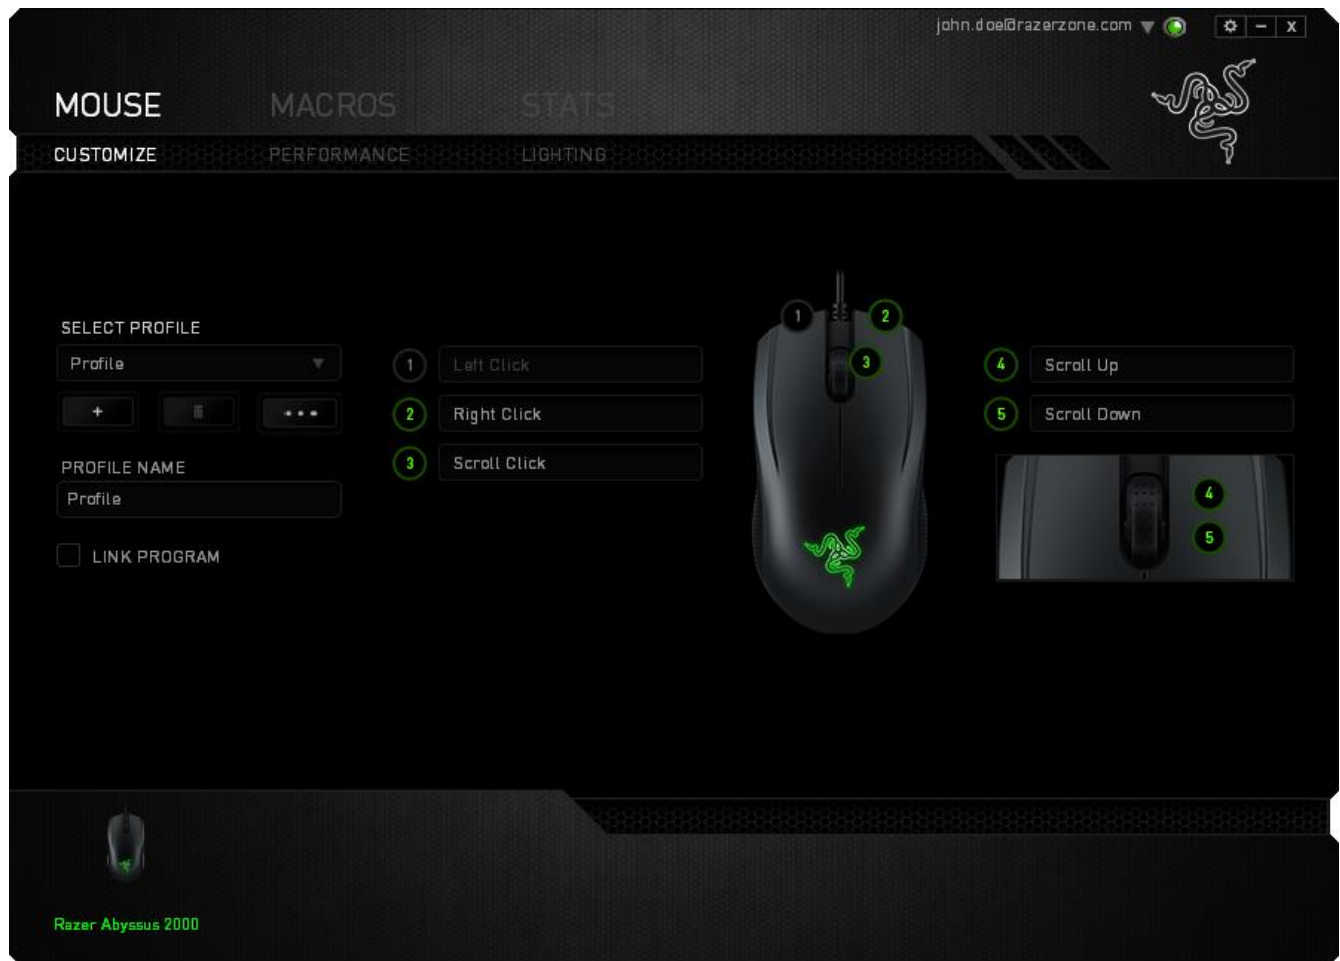 john.doe@razerzone.com
X
MOUSE MACROS STATS
CUSTOMIZE PERFORMANCE LIGHTING
SELECT PROFILE
Profile
+
PROFILE NAME
Profile
LINK PROGRAM
1 Left Click
2 Right Click
3 Scroll Click
1 2
3
4 Scroll Up
5 Scroll Down
4
5
Razer Abyssus 2000